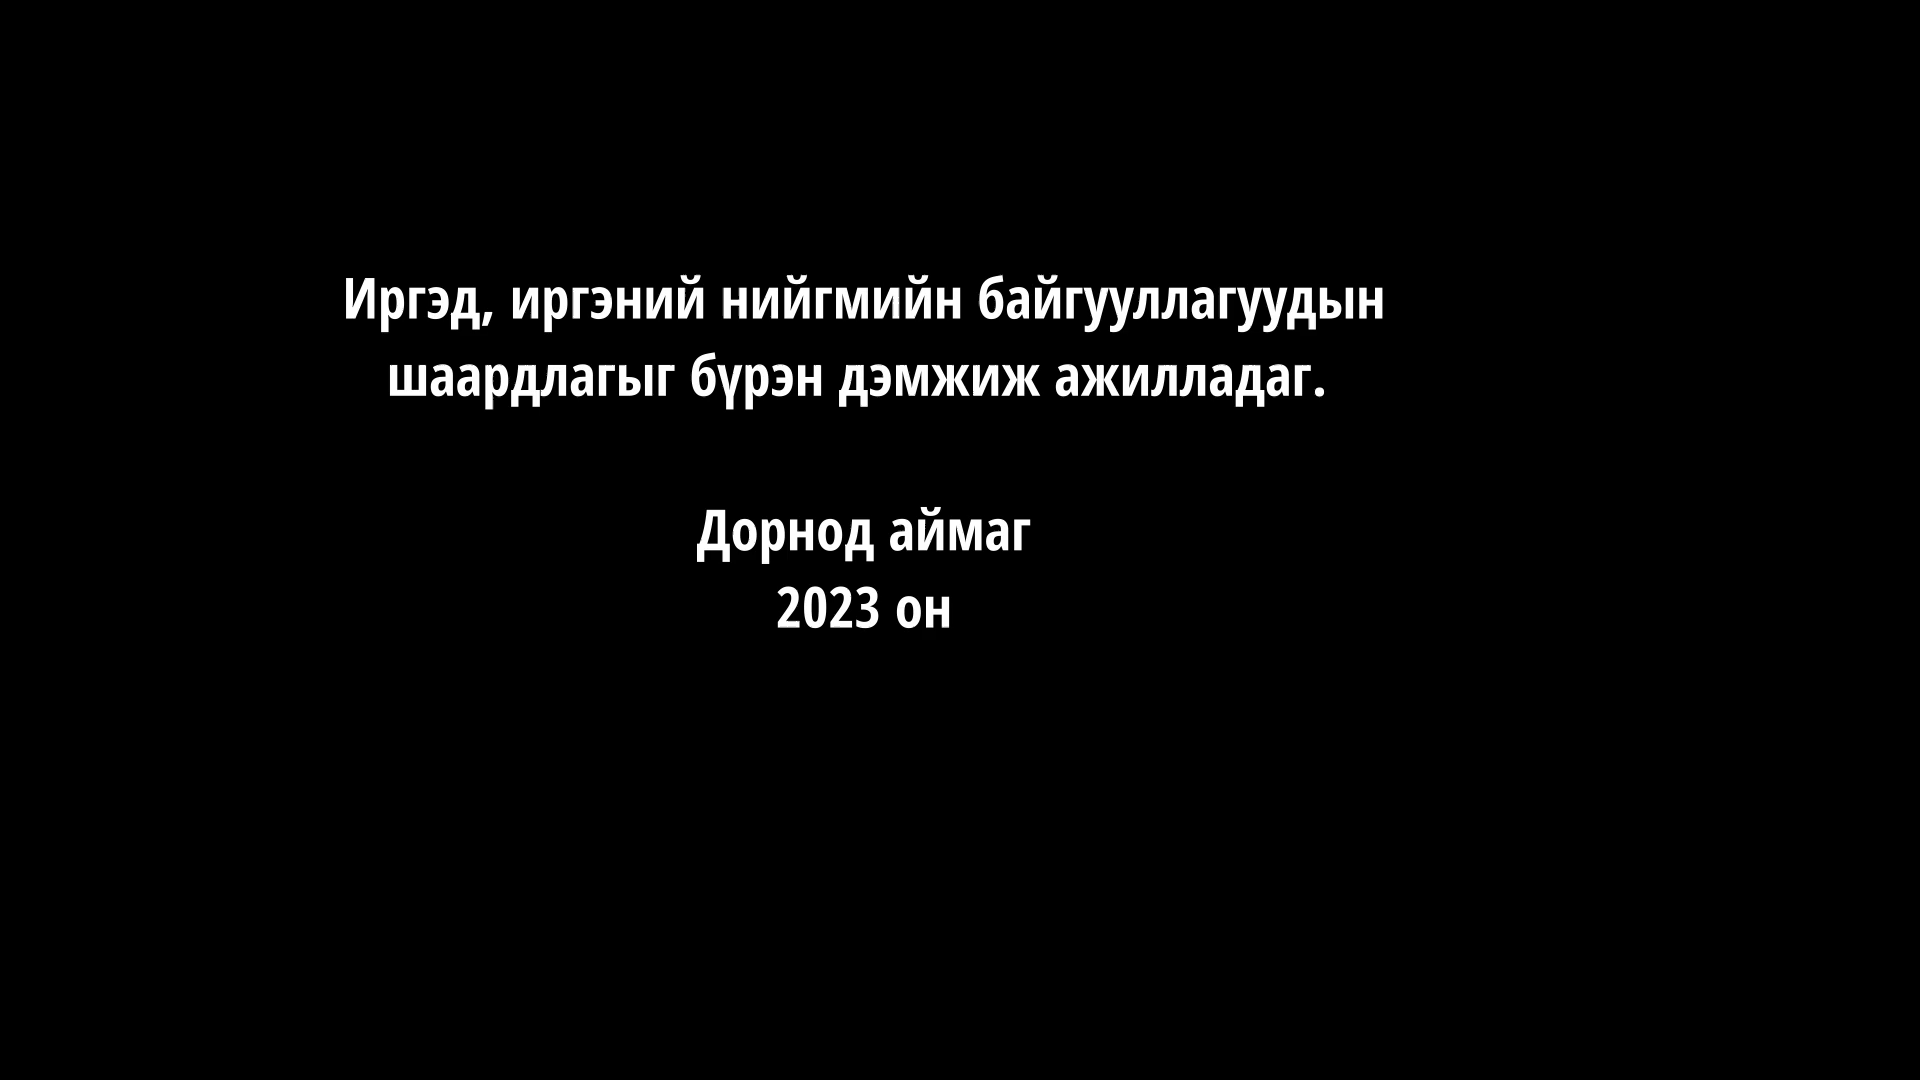 Иргэд, иргэний нийгмийн байгууллагуудын
шаардлагыг бүрэн дэмжиж ажилладаг.
Дорнод аймаг
2023 он